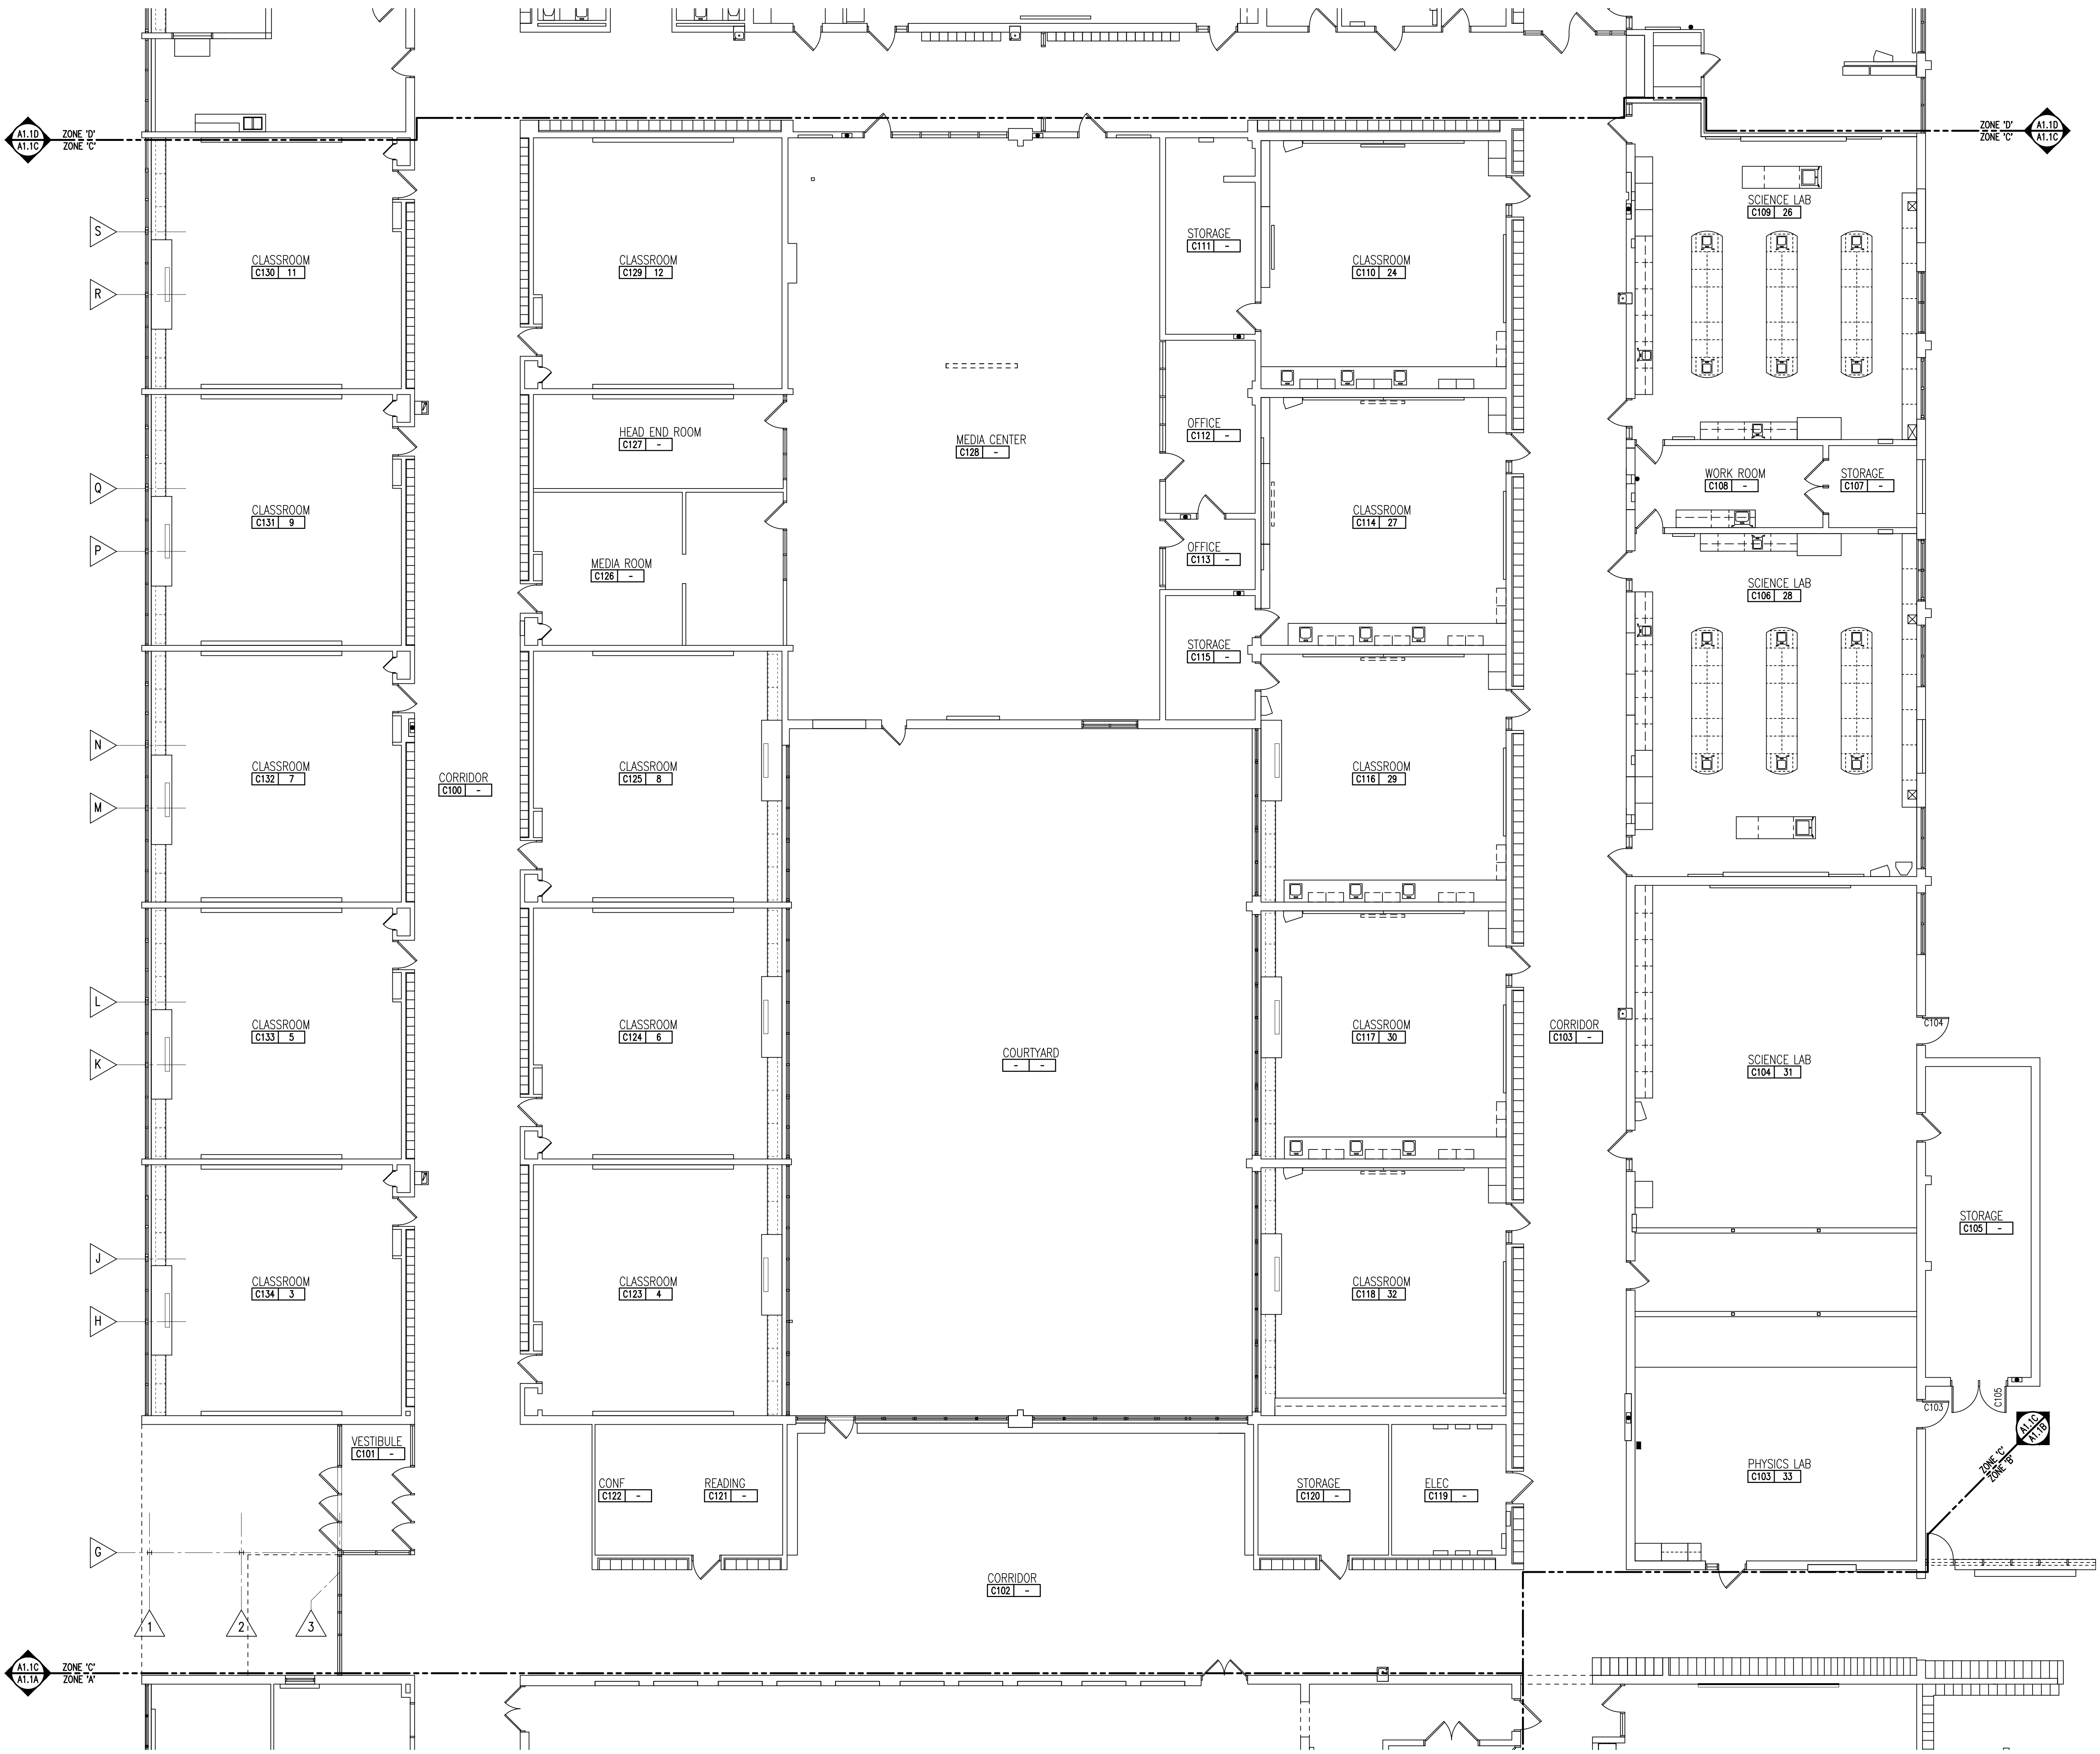 A1.1D
A1.1C
ZONE 'D'
ZONE 'C'
ZONE 'D'
ZONE 'C'
A1.1D
A1.1C
SCIENCE LAB
C109 26
S
STORAGE
C111 -
CLASSROOM
C130 11
CLASSROOM
C129 12
CLASSROOM
C110 24
R
HEAD END ROOM
C127 -
MEDIA CENTER
C128 -
OFFICE
C112 -
WORK ROOM
C108 -
STORAGE
C107 -
Q
CLASSROOM
C131 9
CLASSROOM
C114 27
P
OFFICE
C113 -
MEDIA ROOM
C126 -
SCIENCE LAB
C106 28
STORAGE
C115 -
N
CLASSROOM
C132 7
CORRIDOR
C100 -
CLASSROOM
C125 8
CLASSROOM
C116 29
M
L
CLASSROOM
C133 5
CLASSROOM
C124 6
CLASSROOM
C117 30
CORRIDOR
C103 -
C104
COURTYARD
- -
K
SCIENCE LAB
C104 31
STORAGE
C105 -
J
CLASSROOM
C134 3
CLASSROOM
C123 4
CLASSROOM
C118 32
H
C105
C103
A1.1C
A1.1B
VESTIBULE
C101 -
ZONE 'C'
ZONE 'B'
PHYSICS LAB
C103 33
CONF
C122 -
READING
C121 -
STORAGE
C120 -
ELEC
C119 -
G
CORRIDOR
C102 -
1
2
3
A1.1C
A1.1A
ZONE 'C'
ZONE 'A'